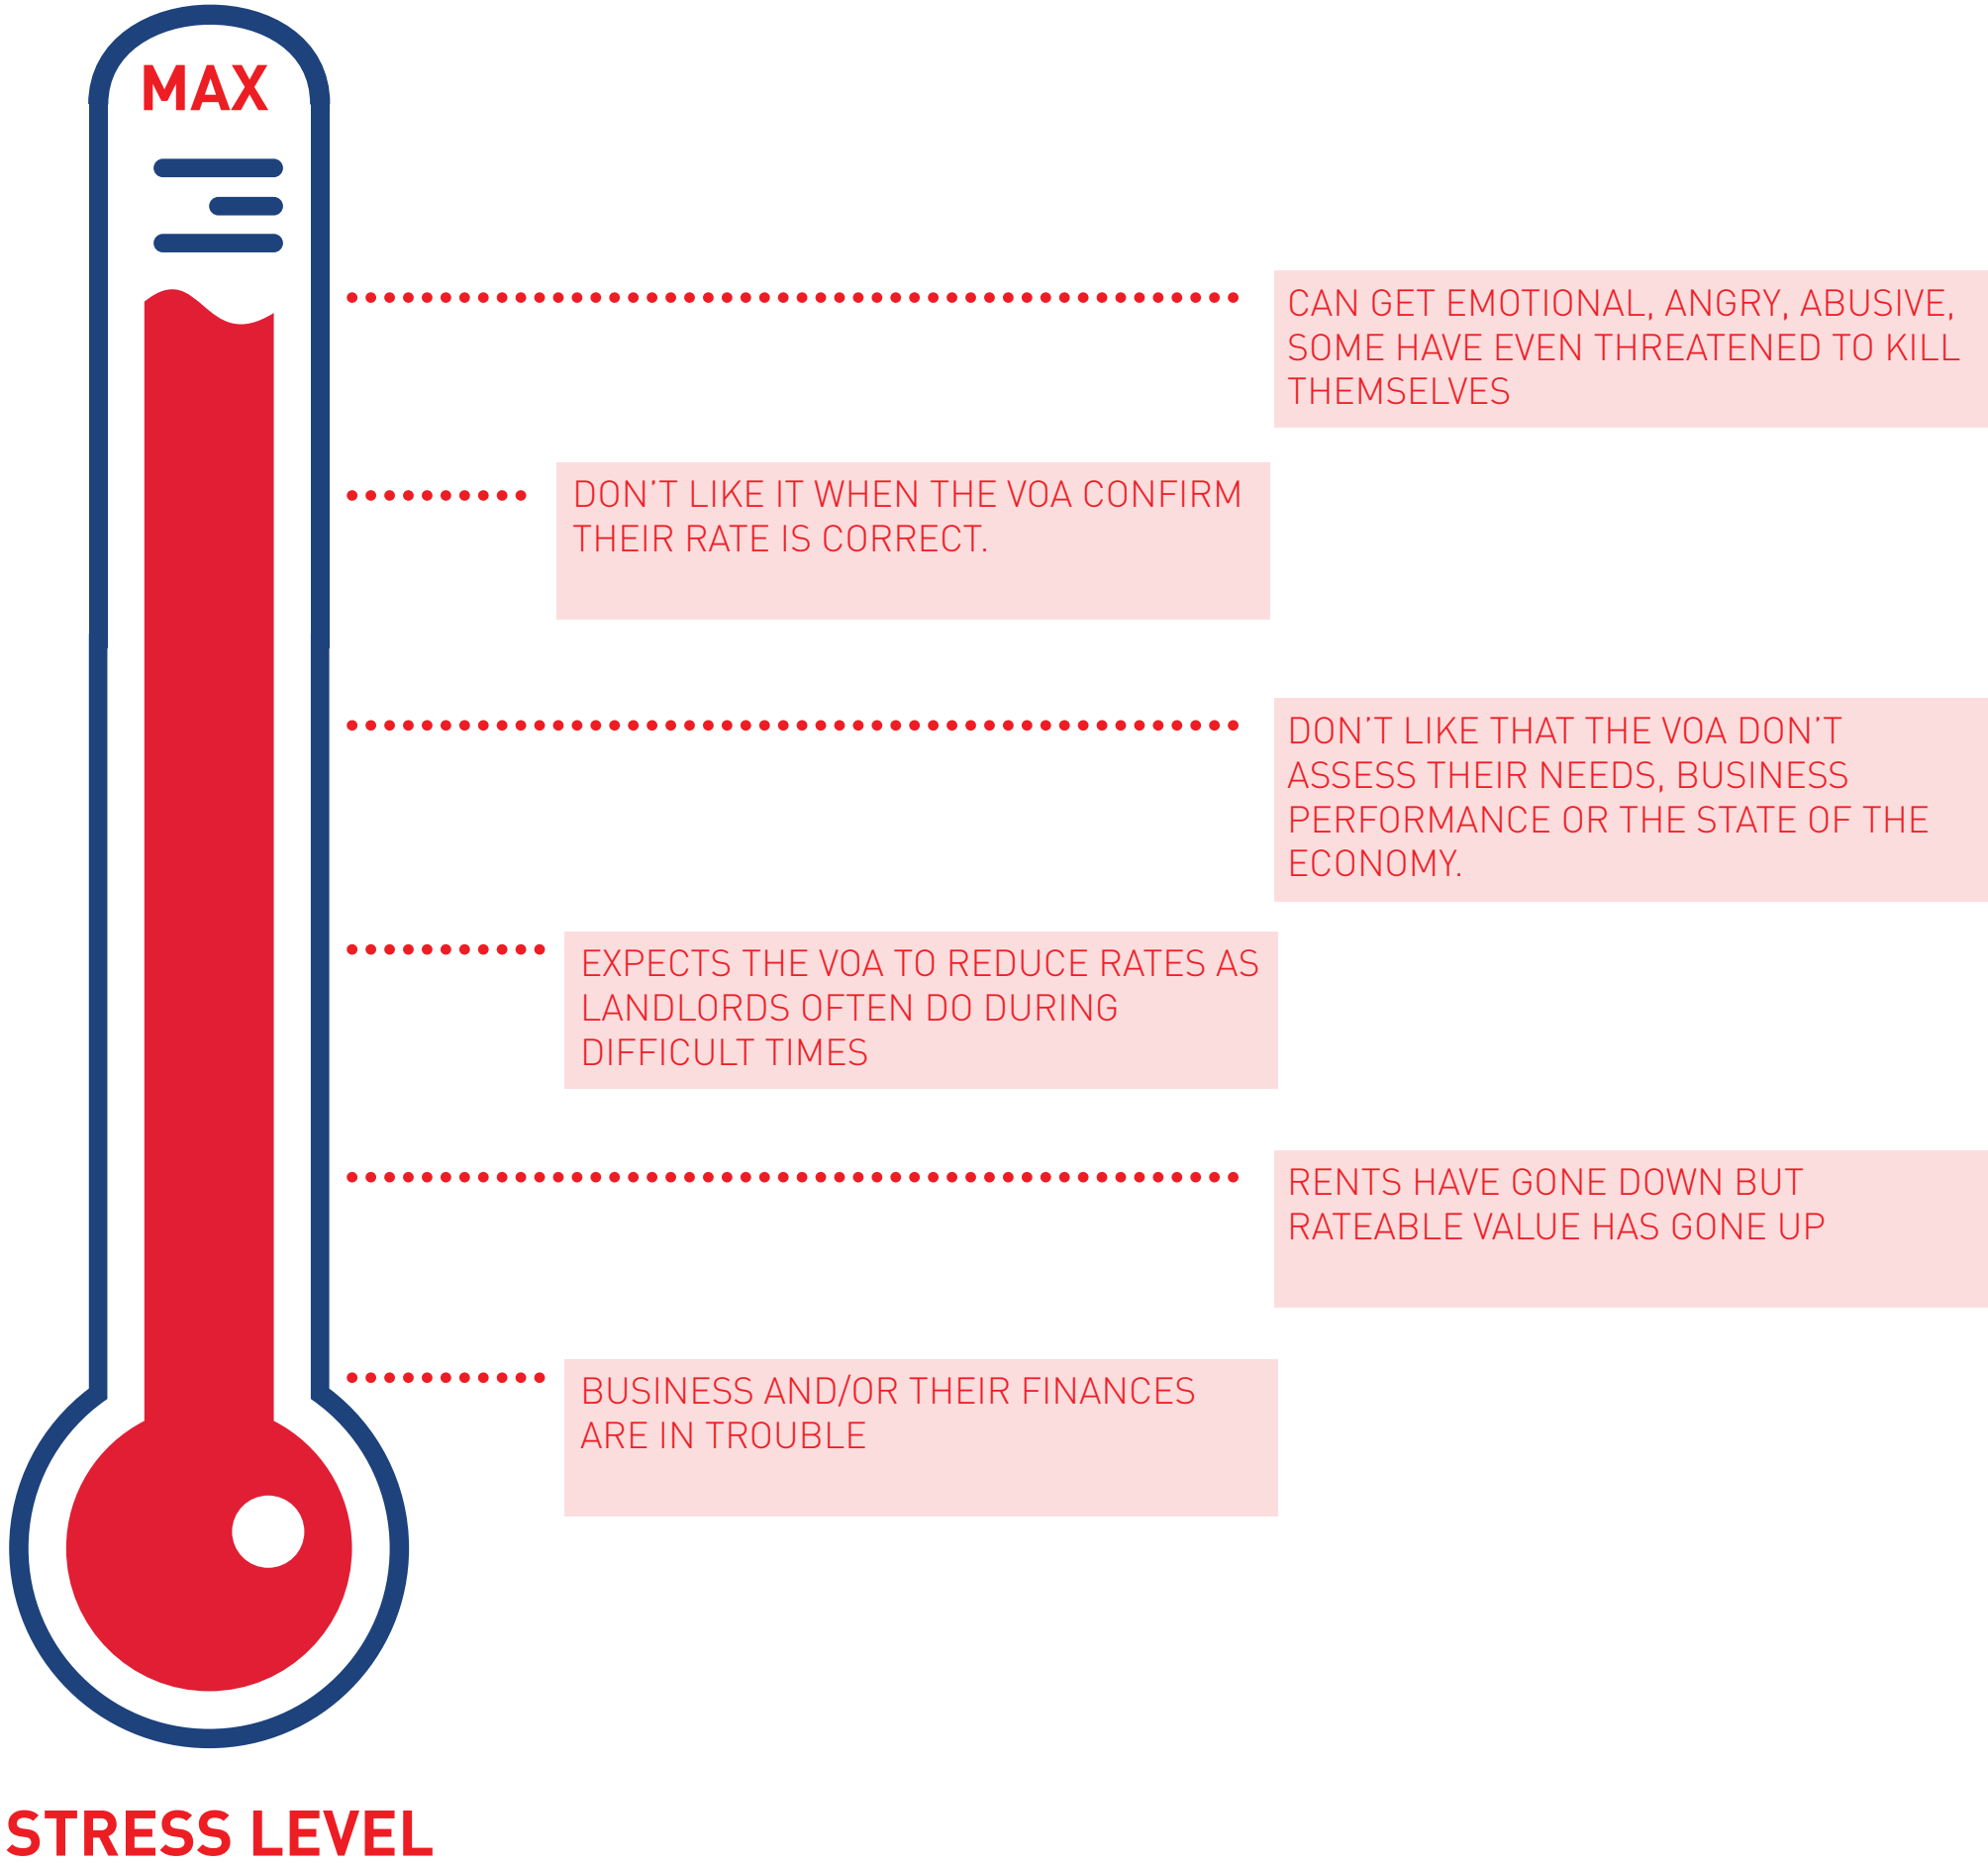 MAX
CAN GET EMOTIONAL, ANGRY, ABUSIVE,
SOME HAVE EVEN THREATENED TO KILL
THEMSELVES
DON'T LIKE IT WHEN THE VOA CONFIRM
THEIR RATE IS CORRECT.
DON'T LIKE THAT THE VOA DON'T
ASSESS THEIR NEEDS, BUSINESS
PERFORMANCE OR THE STATE OF THE
ECONOMY.
EXPECTS THE VOA TO REDUCE RATES AS
LANDLORDS OFTEN DO DURING
DIFFICULT TIMES
RENTS HAVE GONE DOWN BUT
RATEABLE VALUE HAS GONE UP
BUSINESS AND/OR THEIR FINANCES
ARE IN TROUBLE
STRESS LEVEL